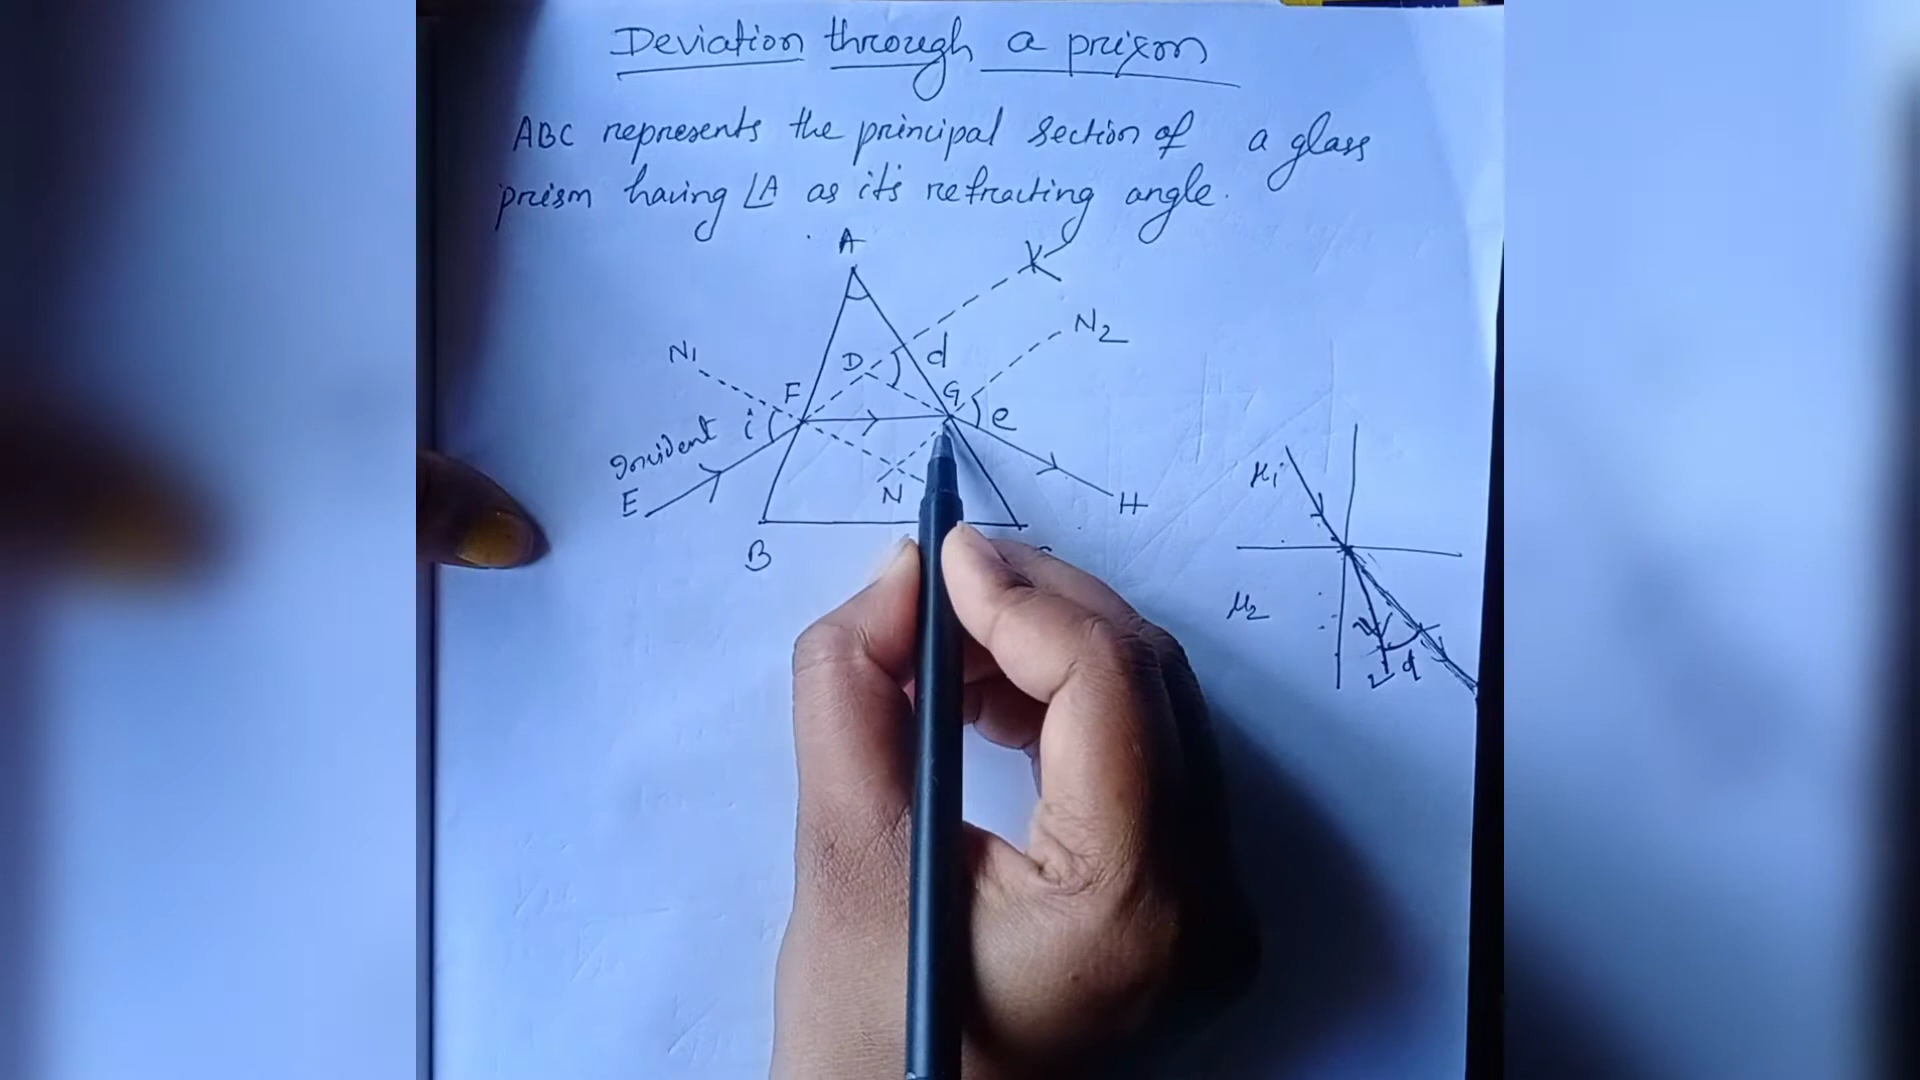 Deviation through a prism
ABC represents the principal section of a glass
prism having ∠A as its refracting angle.
A
K
N1
N2
D
d
F
G
i
e
Incident
E
N
H
B
μ1
μ2
d